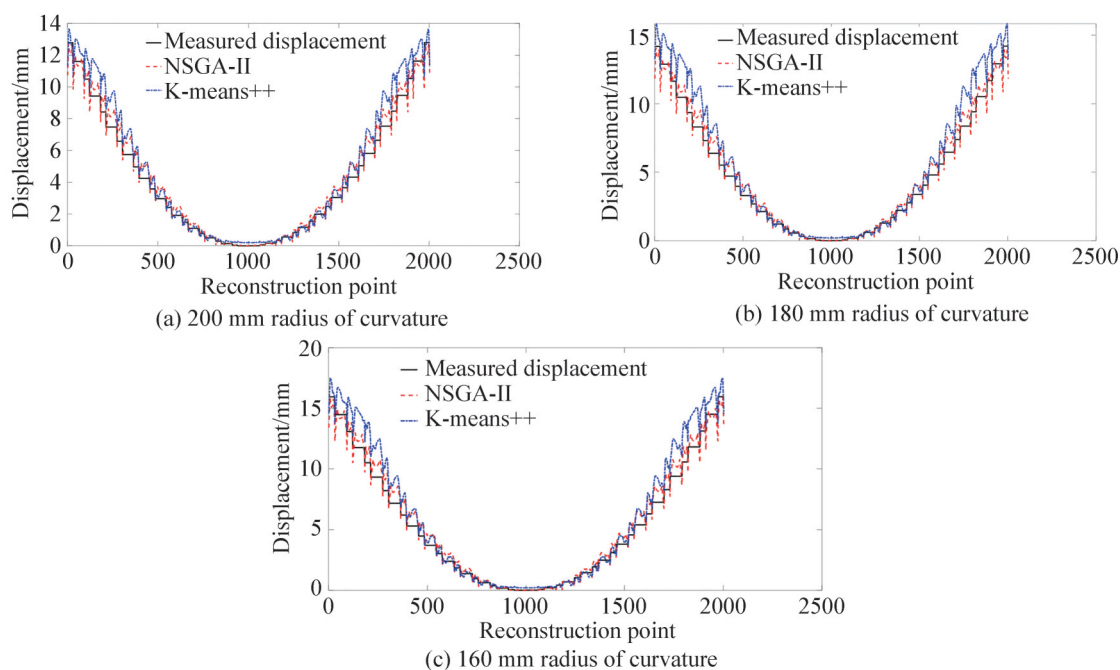 14
12
10
8
6
4
2
0
Displacement/mm
Measured displacement
NSGA-II
K-means++
0 500 1000 1500 2000 2500
Reconstruction point
(a) 200 mm radius of curvature
15
10
5
0
Displacement/mm
Measured displacement
NSGA-II
K-means++
0 500 1000 1500 2000 2500
Reconstruction point
(b) 180 mm radius of curvature
20
15
10
5
0
Displacement/mm
Measured displacement
NSGA-II
K-means++
0 500 1000 1500 2000 2500
Reconstruction point
(c) 160 mm radius of curvature